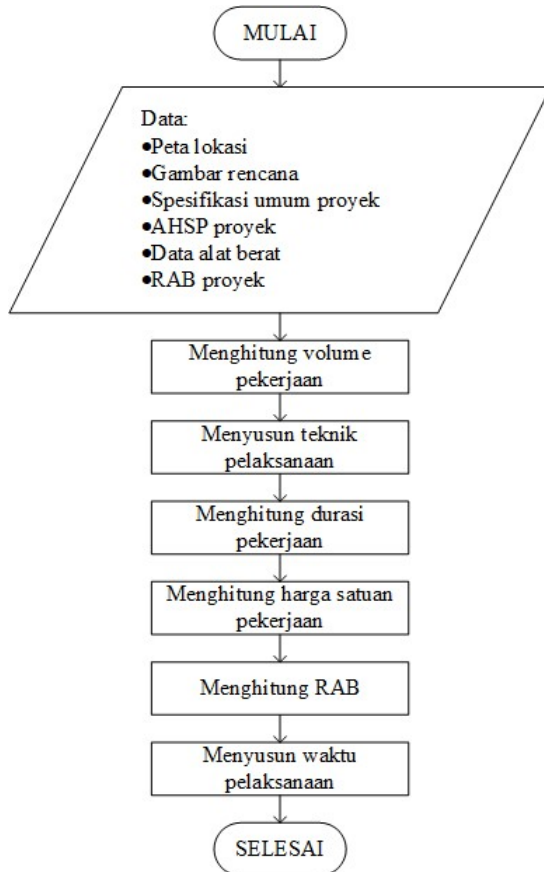 MULAI
Data:
•Peta lokasi
•Gambar rencana
•Spesifikasi umum proyek
•AHSP proyek
•Data alat berat
•RAB proyek
Menghitung volume
pekerjaan
Menyusun teknik
pelaksanaan
Menghitung durasi
pekerjaan
Menghitung harga satuan
pekerjaan
Menghitung RAB
Menyusun waktu
pelaksanaan
SELESAI